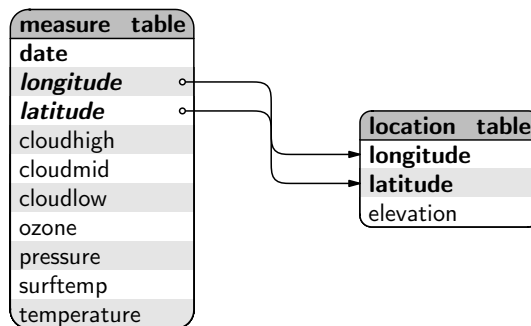 measure table
date
longitude
latitude
cloudhigh
cloudmid
cloudlow
ozone
pressure
surftemp
temperature
location table
longitude
latitude
elevation